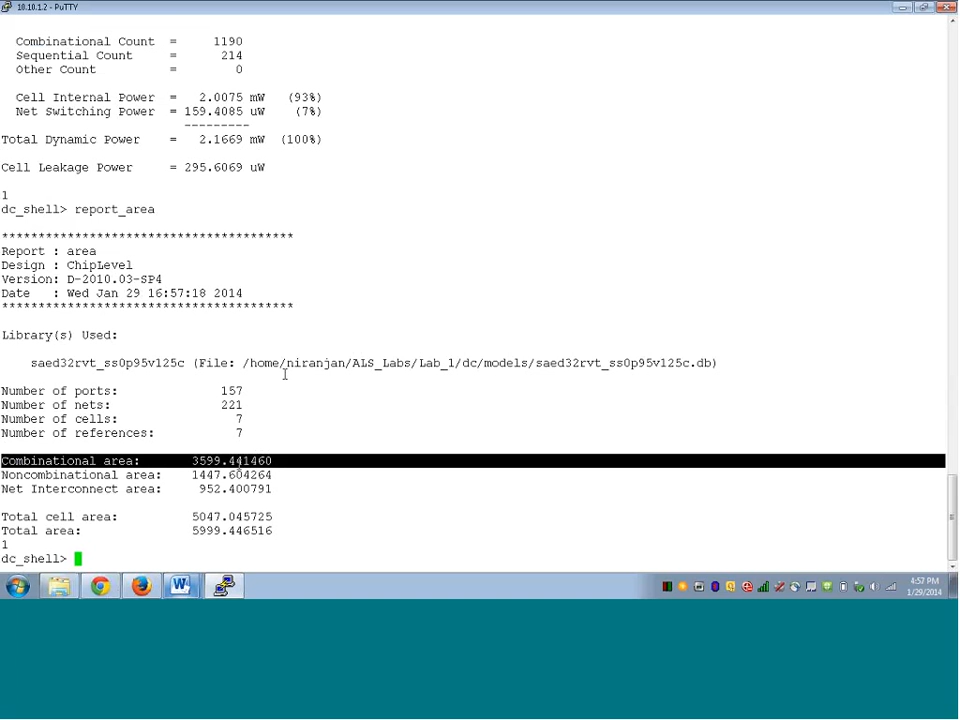 10.10.1.2 - PuTTY
Combinational Count = 1190
Sequential Count = 214
Other Count = 0
Cell Internal Power = 2.0075 mW (93%)
Net Switching Power = 159.4085 uW (7%)
---------
Total Dynamic Power = 2.1669 mW (100%)
Cell Leakage Power = 295.6069 uW
1
dc_shell> report_area
****************************************
Report : area
Design : ChipLevel
Version: D-2010.03-SP4
Date : Wed Jan 29 16:57:18 2014
****************************************
Library(s) Used:
saed32rvt_ss0p95v125c (File: /home/niranjan/ALS_Labs/Lab_1/dc/models/saed32rvt_ss0p95v125c.db)
Number of ports: 157
Number of nets: 221
Number of cells: 7
Number of references: 7
Combinational area: 3599.441460
Noncombinational area: 1447.604264
Net Interconnect area: 952.400791
Total cell area: 5047.045725
Total area: 5999.446516
1
dc_shell>
4:57 PM
1/29/2014